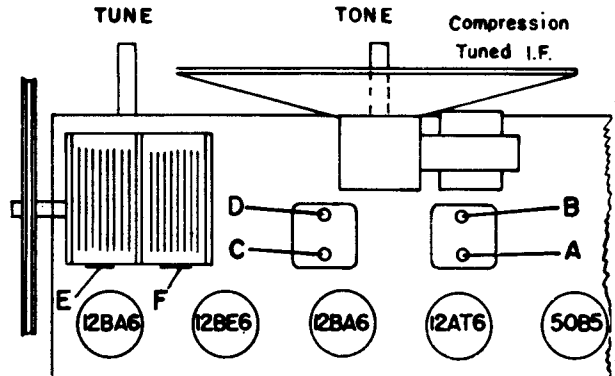 TUNE
TONE
Compression
Tuned I.F.
D
B
C
A
E
F
12BA6
12BE6
12BA6
12AT6
50B5